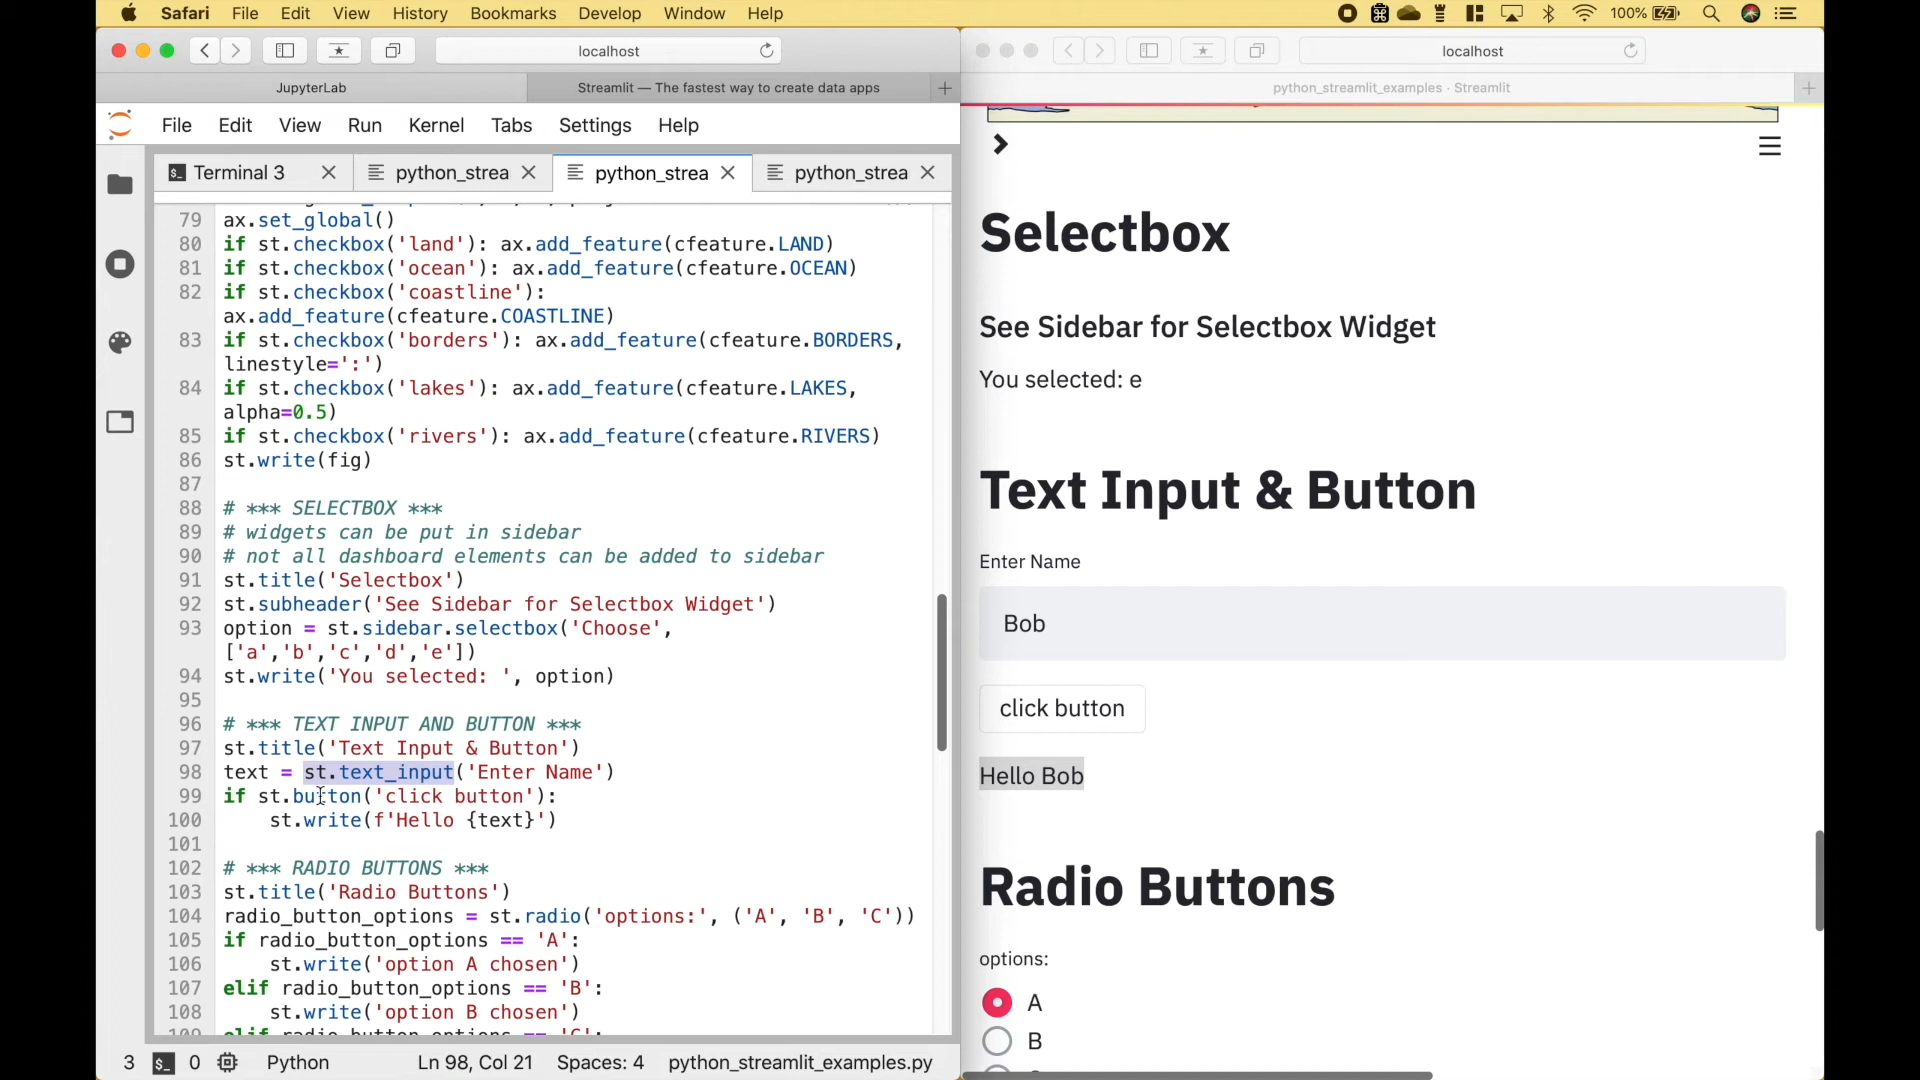 Safari File Edit View History Bookmarks Develop Window Help 100%
localhost
JupyterLab Streamlit — The fastest way to create data apps
File Edit View Run Kernel Tabs Settings Help
Terminal 3 python_strea python_strea python_strea
79 ax.set_global()
80 if st.checkbox('land'): ax.add_feature(cfeature.LAND)
81 if st.checkbox('ocean'): ax.add_feature(cfeature.OCEAN)
82 if st.checkbox('coastline'):
ax.add_feature(cfeature.COASTLINE)
83 if st.checkbox('borders'): ax.add_feature(cfeature.BORDERS,
linestyle=':')
84 if st.checkbox('lakes'): ax.add_feature(cfeature.LAKES,
alpha=0.5)
85 if st.checkbox('rivers'): ax.add_feature(cfeature.RIVERS)
86 st.write(fig)
87
88 # *** SELECTBOX ***
89 # widgets can be put in sidebar
90 # not all dashboard elements can be added to sidebar
91 st.title('Selectbox')
92 st.subheader('See Sidebar for Selectbox Widget')
93 option = st.sidebar.selectbox('Choose',
['a','b','c','d','e'])
94 st.write('You selected: ', option)
95
96 # *** TEXT INPUT AND BUTTON ***
97 st.title('Text Input & Button')
98 text = st.text_input('Enter Name')
99 if st.button('click button'):
100 st.write(f'Hello {text}')
101
102 # *** RADIO BUTTONS ***
103 st.title('Radio Buttons')
104 radio_button_options = st.radio('options:', ('A', 'B', 'C'))
105 if radio_button_options == 'A':
106 st.write('option A chosen')
107 elif radio_button_options == 'B':
108 st.write('option B chosen')
109 elif radio_button_options == 'C':
3 0 Python Ln 98, Col 21 Spaces: 4 python_streamlit_examples.py
localhost
python_streamlit_examples · Streamlit
Selectbox
See Sidebar for Selectbox Widget
You selected: e
Text Input & Button
Enter Name
Bob
click button
Hello Bob
Radio Buttons
options:
A
B